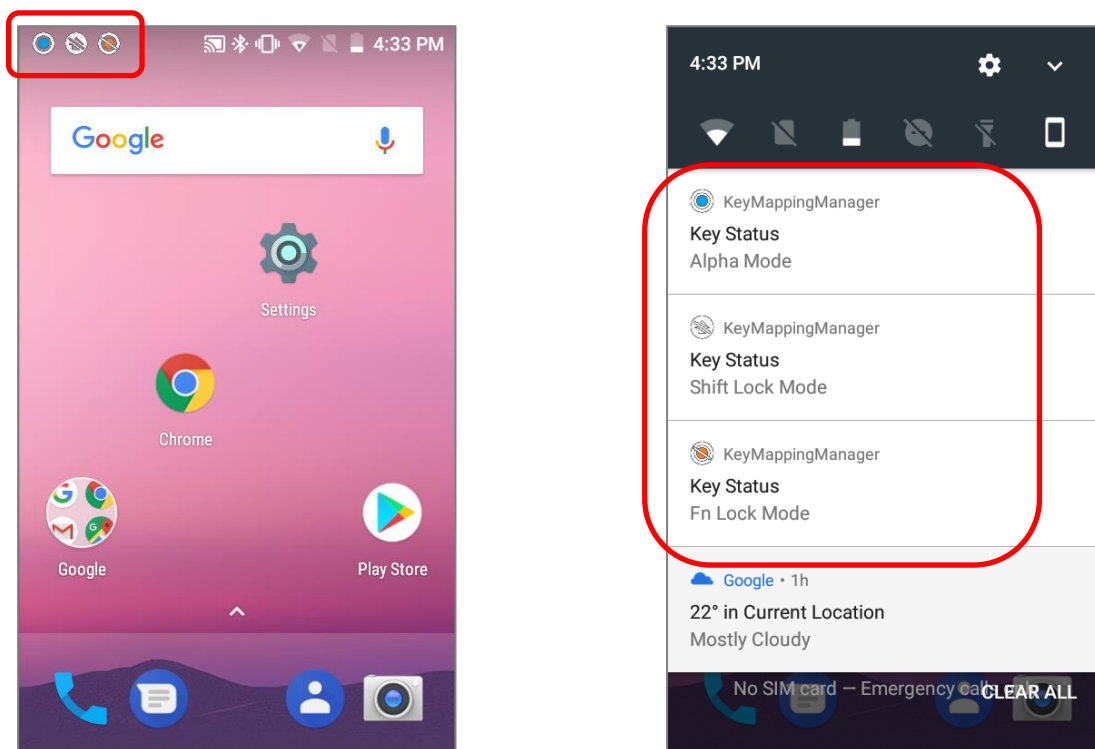 4:33 PM
Google
Settings
Chrome
Google
Play Store
4:33 PM
KeyMappingManager
Key Status
Alpha Mode
KeyMappingManager
Key Status
Shift Lock Mode
KeyMappingManager
Key Status
Fn Lock Mode
Google • 1h
22° in Current Location
Mostly Cloudy
No SIM card — Emergency calls
CLEAR ALL